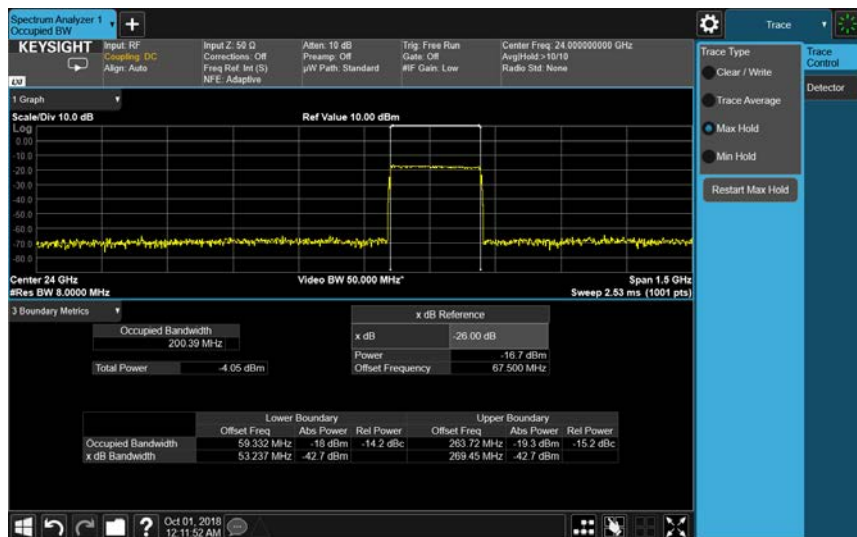 Spectrum Analyzer 1
Occupied BW
KEYSIGHT
LXI
Input: RF
Coupling: DC
Align: Auto
Input Z: 50 Ω
Corrections: Off
Freq Ref: Int (S)
NFE: Adaptive
Atten: 10 dB
Preamp: Off
µW Path: Standard
Trig: Free Run
Gate: Off
#IF Gain: Low
Center Freq: 24.000000000 GHz
Avg|Hold:>10/10
Radio Std: None
1 Graph
Scale/Div 10.0 dB Ref Value 10.00 dBm
Log
0.00
-10.0
-20.0
-30.0
-40.0
-50.0
-60.0
-70.0
-80.0
Center 24 GHz Video BW 50.000 MHz* Span 1.5 GHz
#Res BW 8.0000 MHz Sweep 2.53 ms (1001 pts)
3 Boundary Metrics
Occupied Bandwidth
200.39 MHz
Total Power -4.05 dBm
x dB Reference
x dB -26.00 dB
Power -16.7 dBm
Offset Frequency 67.500 MHz
Lower Boundary Upper Boundary
Offset Freq Abs Power Rel Power Offset Freq Abs Power Rel Power
Occupied Bandwidth 59.332 MHz -18 dBm -14.2 dBc 263.72 MHz -19.3 dBm -15.2 dBc
x dB Bandwidth 53.237 MHz -42.7 dBm 269.45 MHz -42.7 dBm
Oct 01, 2018
12:11:52 AM
Trace
Trace Type
Clear / Write
Trace Average
Max Hold
Min Hold
Restart Max Hold
Trace
Control
Detector